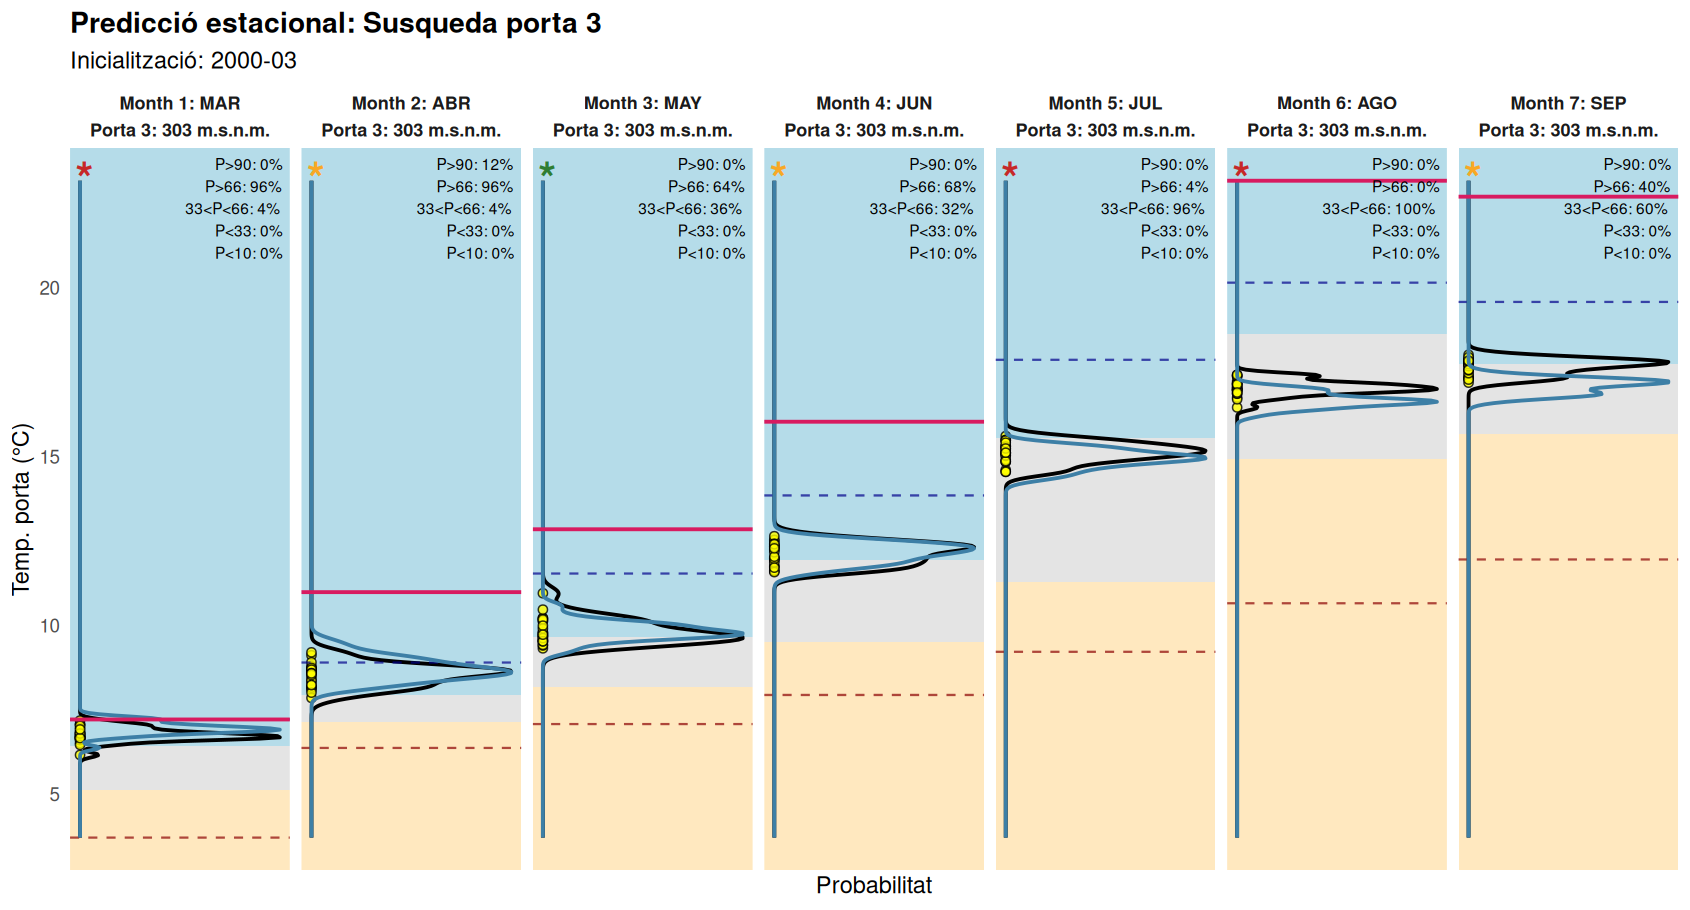 Predicció estacional: Susqueda porta 3
Inicialització: 2000-03
Month 1: MAR
Porta 3: 303 m.s.n.m.
Month 2: ABR
Porta 3: 303 m.s.n.m.
Month 3: MAY
Porta 3: 303 m.s.n.m.
Month 4: JUN
Porta 3: 303 m.s.n.m.
Month 5: JUL
Porta 3: 303 m.s.n.m.
Month 6: AGO
Porta 3: 303 m.s.n.m.
Month 7: SEP
Porta 3: 303 m.s.n.m.
P>90: 0%
P>66: 96%
33<P<66: 4%
P<33: 0%
P<10: 0%
P>90: 12%
P>66: 96%
33<P<66: 4%
P<33: 0%
P<10: 0%
P>90: 0%
P>66: 64%
33<P<66: 36%
P<33: 0%
P<10: 0%
P>90: 0%
P>66: 68%
33<P<66: 32%
P<33: 0%
P<10: 0%
P>90: 0%
P>66: 4%
33<P<66: 96%
P<33: 0%
P<10: 0%
P>90: 0%
P>66: 0%
33<P<66: 100%
P<33: 0%
P<10: 0%
P>90: 0%
P>66: 40%
33<P<66: 60%
P<33: 0%
P<10: 0%
20
15
10
5
Temp. porta (°C)
Probabilitat